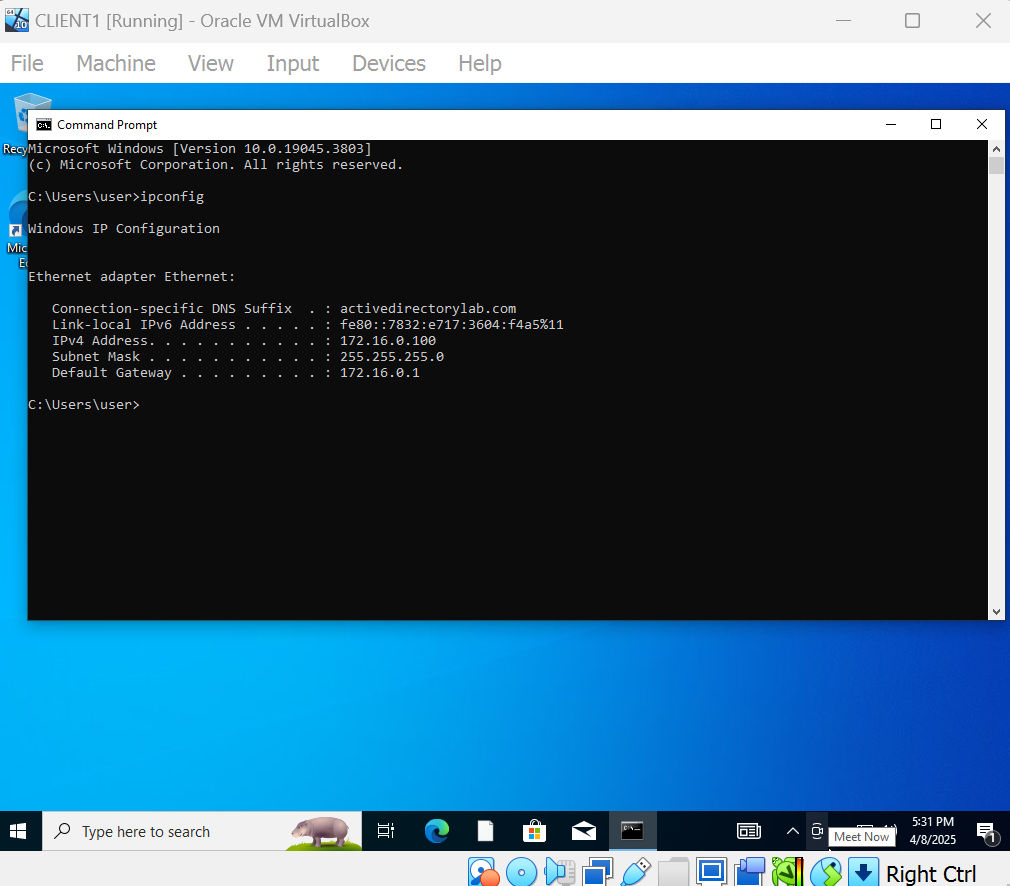 CLIENT1 [Running] - Oracle VM VirtualBox
File Machine View Input Devices Help
Command Prompt
Recy
Microsoft Windows [Version 10.0.19045.3803]
(c) Microsoft Corporation. All rights reserved.
C:\Users\user>ipconfig
Windows IP Configuration
Mic
E
Ethernet adapter Ethernet:
Connection-specific DNS Suffix . : activedirectorylab.com
Link-local IPv6 Address . . . . . : fe80::7832:e717:3604:f4a5%11
IPv4 Address. . . . . . . . . . . : 172.16.0.100
Subnet Mask . . . . . . . . . . . : 255.255.255.0
Default Gateway . . . . . . . . . : 172.16.0.1
C:\Users\user>
Type here to search
Meet Now
5:31 PM
4/8/2025
1
Right Ctrl